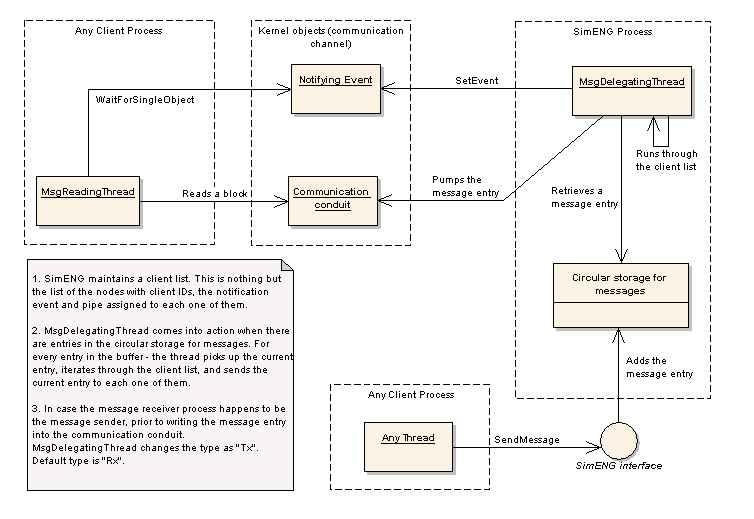 Any Client Process
Kernel objects (communication
channel)
SimENG Process
Notifying Event
SetEvent
MsgDelegatingThread
WaitForSingleObject
Runs through
the client list
MsgReadingThread
Reads a block
Communication
conduit
Pumps the
message entry
Retrieves a
message entry
Circular storage for
messages
1. SimENG maintains a client list. This is nothing but
the list of the nodes with client IDs, the notification
event and pipe assigned to each one of them.
2. MsgDelegatingThread comes into action when there
are entries in the circular storage for messages. For
every entry in the buffer - the thread picks up the current
entry, iterates through the client list, and sends the
current entry to each one of them.
3. In case the message receiver process happens to be
the message sender, prior to writing the message entry
into the communication conduit.
MsgDelegatingThread changes the type as "Tx".
Default type is "Rx".
Adds the
message entry
Any Client Process
Any Thread
SendMessage
SimENG interface